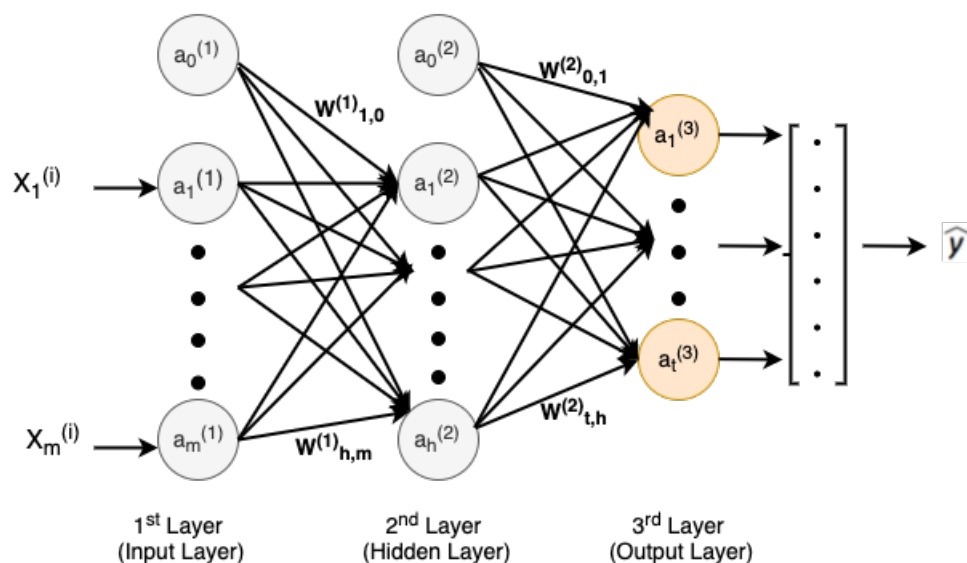 a₀⁽¹⁾
a₀⁽²⁾
W⁽¹⁾₁,₀
W⁽²⁾₀,₁
a₁⁽³⁾
X₁⁽ⁱ⁾
a₁⁽¹⁾
a₁⁽²⁾
ŷ
aₜ⁽³⁾
W⁽²⁾ₜ,ₕ
Xₘ⁽ⁱ⁾
aₘ⁽¹⁾
W⁽¹⁾ₕ,ₘ
aₕ⁽²⁾
1ˢᵗ Layer
(Input Layer)
2ⁿᵈ Layer
(Hidden Layer)
3ʳᵈ Layer
(Output Layer)